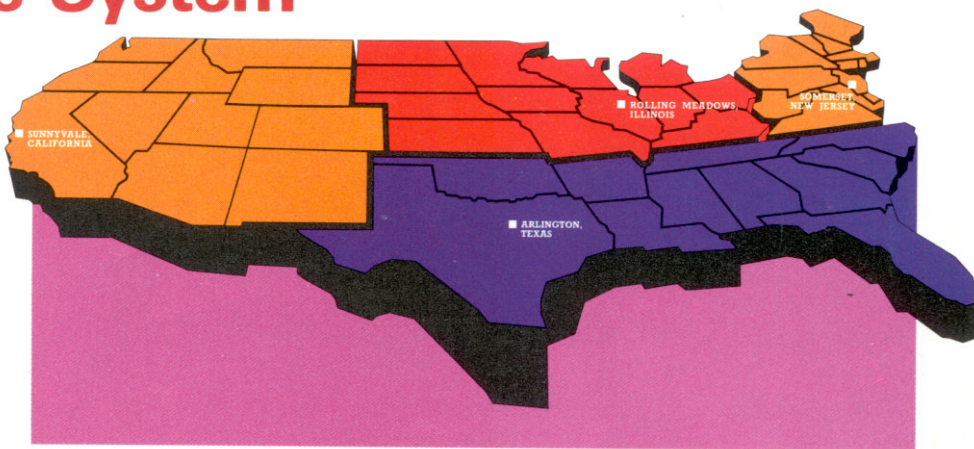 System
SUNNYVALE,
CALIFORNIA
ROLLING MEADOWS,
ILLINOIS
SOMERSET,
NEW JERSEY
ARLINGTON,
TEXAS